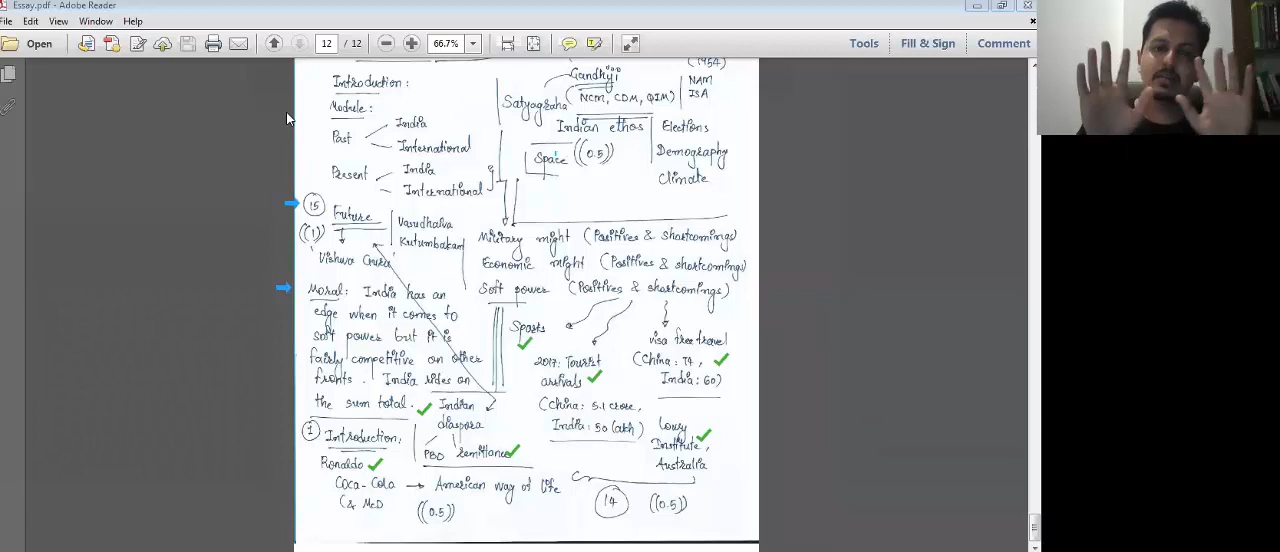 Essay.pdf - Adobe Reader
File Edit View Window Help
Open 12 / 12 66.7% Tools Fill & Sign Comment
Introduction:
Module:
Past
India
International
Present
India
International
Satyagraha
Gandhiji
(NCM, CDM, QIM)
Indian ethos
Space ((0.5))
(1954)
NAM
ISA
Elections
Demography
Climate
15
Future
((1))
Vishwa Guru
Vasudhaiva
Kutumbakam
Military might (Positives & shortcomings)
Economic might (Positives & shortcomings)
Soft power (Positives & shortcomings)
Moral: India has an
edge when it comes to
soft power but it is
fairly competitive on other
fronts. India rides on
the sum total.
Sports
2017: Tourist
arrivals
(China: 5.1 crore,
India: 50 lakh)
visa free travel
(China: 74,
India: 60)
Lowy
Institute,
Australia
Indian
diaspora
PBD remittance
1 Introduction:
Ronaldo
Coca-Cola → American way of life
(& McD ((0.5))
14 ((0.5))